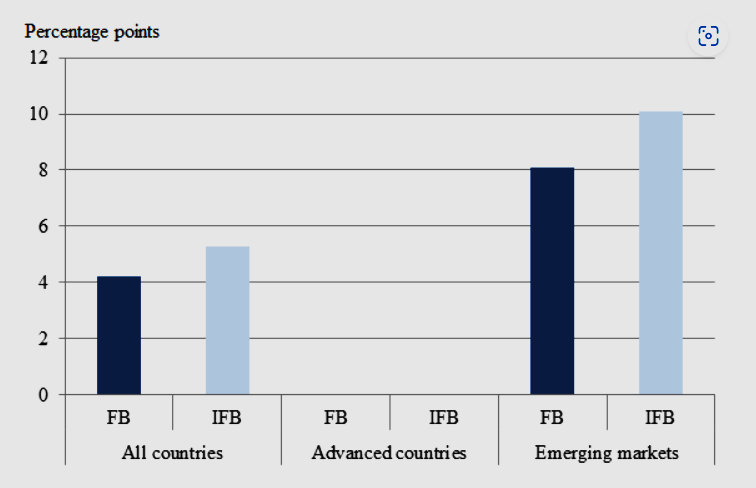 Percentage points
12
10
8
6
4
2
0
FB IFB FB IFB FB IFB
All countries Advanced countries Emerging markets